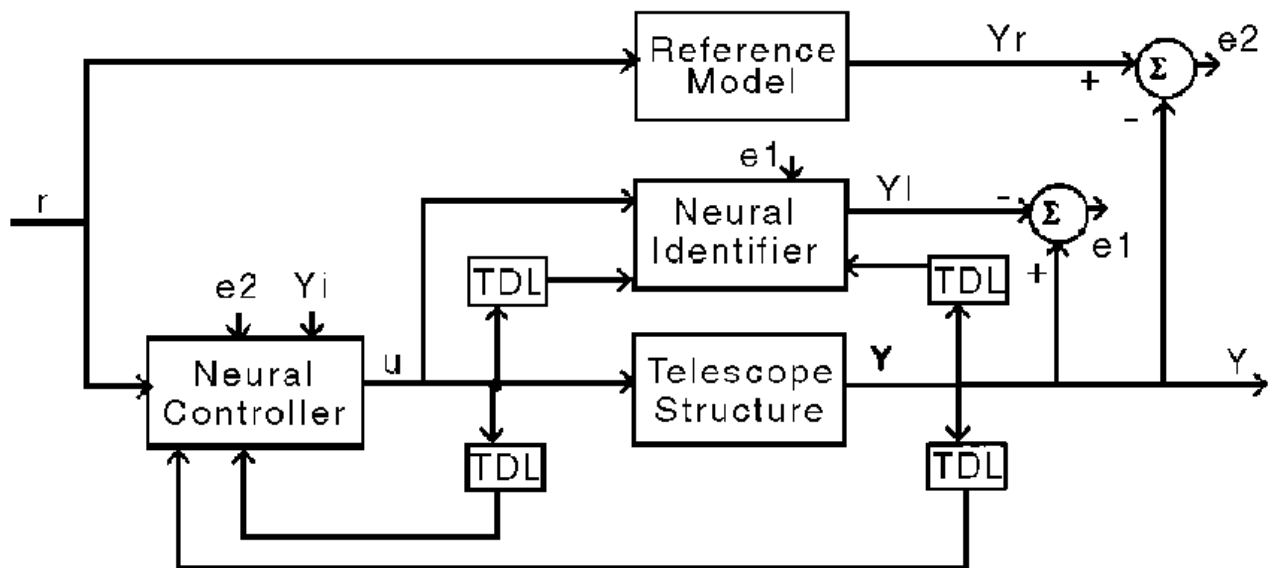 Reference
Model
Yr
+
Σ
e2
-
e1
Neural
Identifier
YI
-
Σ
e1
+
r
TDL
TDL
e2
Yi
Neural
Controller
u
Telescope
Structure
Y
Y
TDL
TDL